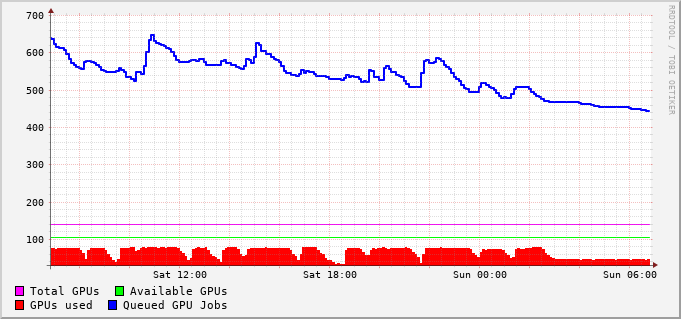 700
600
500
400
300
200
100
Sat 12:00 Sat 18:00 Sun 00:00 Sun 06:00
Total GPUs Available GPUs
GPUs used Queued GPU Jobs
RRDTOOL / TOBI OETIKER